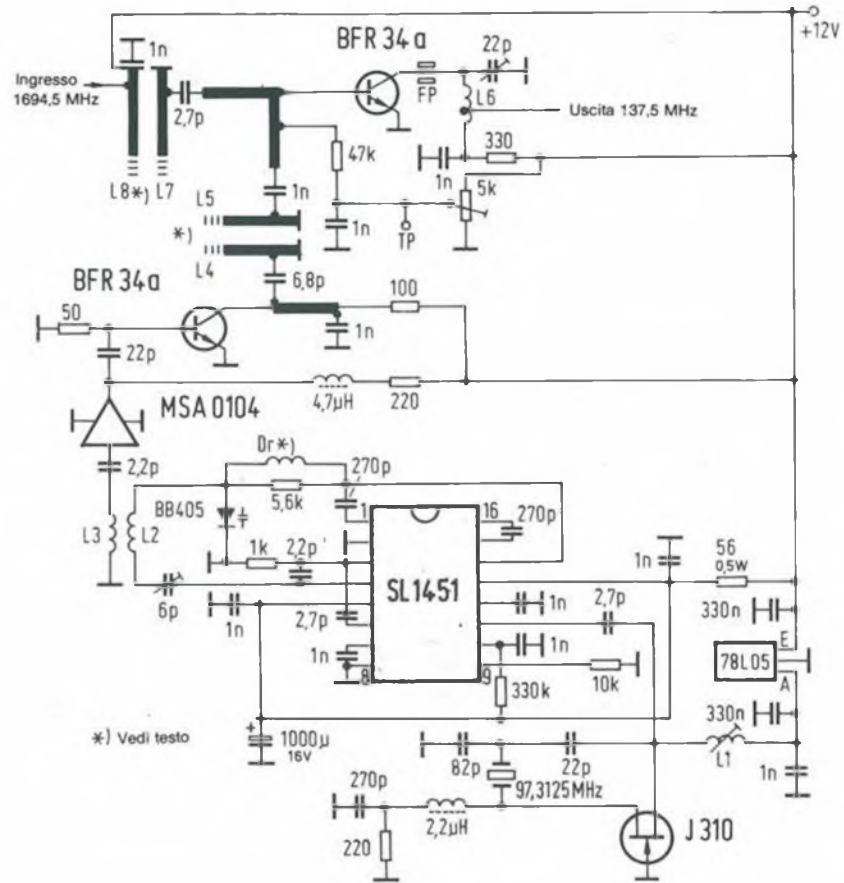 BFR 34a
+12V
1n
22p
Ingresso
1694,5 MHz
2,7p
FP
L6
Uscita 137,5 MHz
47k
330
1n
5k
L8*) L7
1n
L5
*)
1n
TP
L4
BFR 34a
6,8p
50
100
1n
22p
4,7µH
220
MSA 0104
Dr*)
270p
2,2p
BB405
5,6k
1
16
270p
L3
L2
1k
2,2p
1n
56
0,5W
SL1451
6p
1n
2,7p
1n
2,7p
330n
1n
1n
E
78L05
8
9
10k
A
330k
330n
*) Vedi testo
+
1000µ
16V
82p
22p
L1
1n
270p
97,3125MHz
2,2µH
J310
220